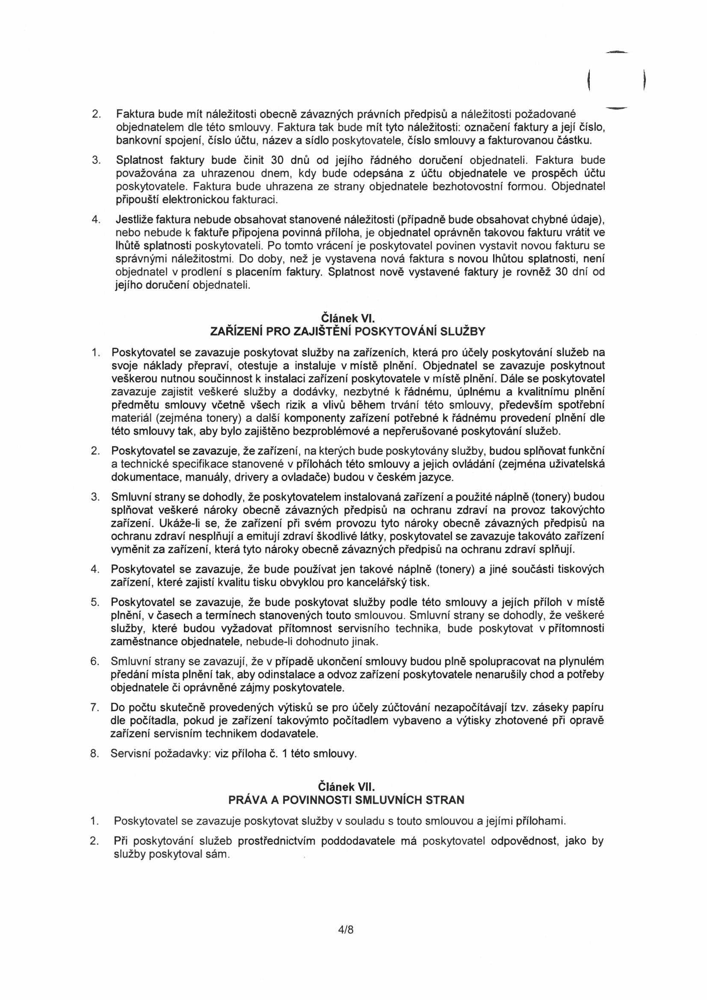 2. Faktura bude mít náležitosti obecně závazných právních předpisů a náležitosti požadované
objednatelem dle této smlouvy. Faktura tak bude mít tyto náležitosti: označení faktury a její číslo,
bankovní spojení, číslo účtu, název a sídlo poskytovatele, číslo smlouvy a fakturovanou částku.
3. Splatnost faktury bude činit 30 dnů od jejího řádného doručení objednateli. Faktura bude
považována za uhrazenou dnem, kdy bude odepsána z účtu objednatele ve prospěch účtu
poskytovatele. Faktura bude uhrazena ze strany objednatele bezhotovostní formou. Objednatel
připouští elektronickou fakturaci.
4. Jestliže faktura nebude obsahovat stanovené náležitosti (případně bude obsahovat chybné údaje),
nebo nebude k faktuře připojena povinná příloha, je objednatel oprávněn takovou fakturu vrátit ve
lhůtě splatnosti poskytovateli. Po tomto vrácení je poskytovatel povinen vystavit novou fakturu se
správnými náležitostmi. Do doby, než je vystavena nová faktura s novou lhůtou splatnosti, není
objednatel v prodlení s placením faktury. Splatnost nově vystavené faktury je rovněž 30 dní od
jejího doručení objednateli.
Článek VI.
ZAŘÍZENÍ PRO ZAJIŠTĚNÍ POSKYTOVÁNÍ SLUŽBY
1. Poskytovatel se zavazuje poskytovat služby na zařízeních, která pro účely poskytování služeb na
svoje náklady přepraví, otestuje a instaluje v místě plnění. Objednatel se zavazuje poskytnout
veškerou nutnou součinnost k instalaci zařízení poskytovatele v místě plnění. Dále se poskytovatel
zavazuje zajistit veškeré služby a dodávky, nezbytné k řádnému, úplnému a kvalitnímu plnění
předmětu smlouvy včetně všech rizik a vlivů během trvání této smlouvy, především spotřební
materiál (zejména tonery) a další komponenty zařízení potřebné k řádnému provedení plnění dle
této smlouvy tak, aby bylo zajištěno bezproblémové a nepřerušované poskytování služeb.
2. Poskytovatel se zavazuje, že zařízení, na kterých bude poskytovány služby, budou splňovat funkční
a technické specifikace stanovené v přílohách této smlouvy a jejich ovládání (zejména uživatelská
dokumentace, manuály, drivery a ovladače) budou v českém jazyce.
3. Smluvní strany se dohodly, že poskytovatelem instalovaná zařízení a použité náplně (tonery) budou
splňovat veškeré nároky obecně závazných předpisů na ochranu zdraví na provoz takovýchto
zařízení. Ukáže-li se, že zařízení při svém provozu tyto nároky obecně závazných předpisů na
ochranu zdraví nesplňují a emitují zdraví škodlivé látky, poskytovatel se zavazuje takováto zařízení
vyměnit za zařízení, která tyto nároky obecně závazných předpisů na ochranu zdraví splňují.
4. Poskytovatel se zavazuje, že bude používat jen takové náplně (tonery) a jiné součásti tiskových
zařízení, které zajistí kvalitu tisku obvyklou pro kancelářský tisk.
5. Poskytovatel se zavazuje, že bude poskytovat služby podle této smlouvy a jejích příloh v místě
plnění, v časech a termínech stanovených touto smlouvou. Smluvní strany se dohodly, že veškeré
služby, které budou vyžadovat přítomnost servisního technika, bude poskytovat v přítomnosti
zaměstnance objednatele, nebude-li dohodnuto jinak.
6. Smluvní strany se zavazují, že v případě ukončení smlouvy budou plně spolupracovat na plynulém
předání místa plnění tak, aby odinstalace a odvoz zařízení poskytovatele nenarušily chod a potřeby
objednatele či oprávněné zájmy poskytovatele.
7. Do počtu skutečně provedených výtisků se pro účely zúčtování nezapočítávají tzv. záseky papíru
dle počítadla, pokud je zařízení takovýmto počítadlem vybaveno a výtisky zhotovené při opravě
zařízení servisním technikem dodavatele.
8. Servisní požadavky: viz příloha č. 1 této smlouvy.
Článek VII.
PRÁVA A POVINNOSTI SMLUVNÍCH STRAN
1. Poskytovatel se zavazuje poskytovat služby v souladu s touto smlouvou a jejími přílohami.
2. Při poskytování služeb prostřednictvím poddodavatele má poskytovatel odpovědnost, jako by
služby poskytoval sám.
4/8